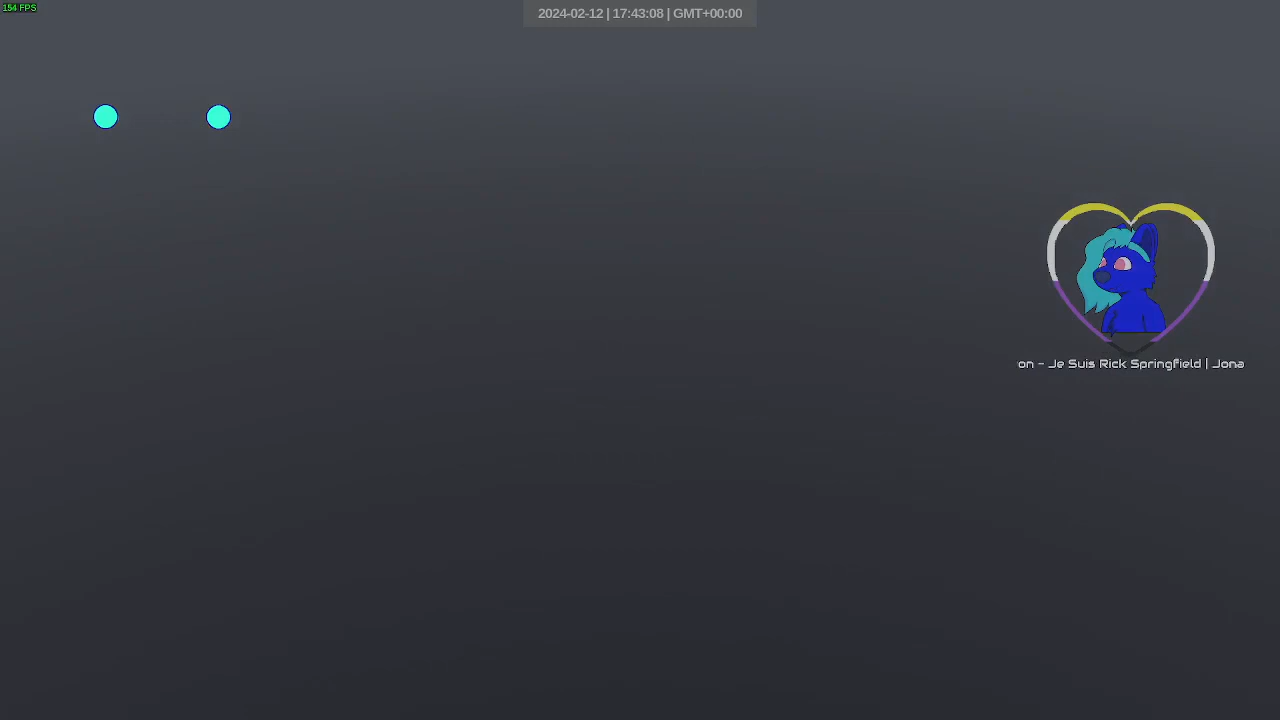 154 FPS
2024-02-12 | 17:43:08 | GMT+00:00
on - Je Suis Rick Springfield | Jona